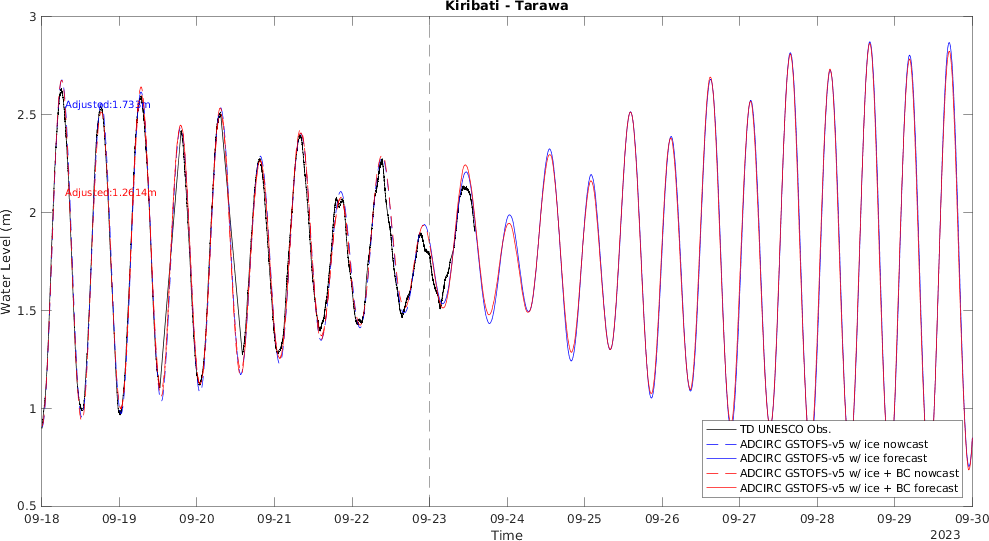 Kiribati - Tarawa
3
2.5
2
1.5
1
0.5
Water Level (m)
Adjusted:1.733m
Adjusted:1.2614m
TD UNESCO Obs.
ADCIRC GSTOFS-v5 w/ ice nowcast
ADCIRC GSTOFS-v5 w/ ice forecast
ADCIRC GSTOFS-v5 w/ ice + BC nowcast
ADCIRC GSTOFS-v5 w/ ice + BC forecast
09-18 09-19 09-20 09-21 09-22 09-23 09-24 09-25 09-26 09-27 09-28 09-29 09-30
Time
2023